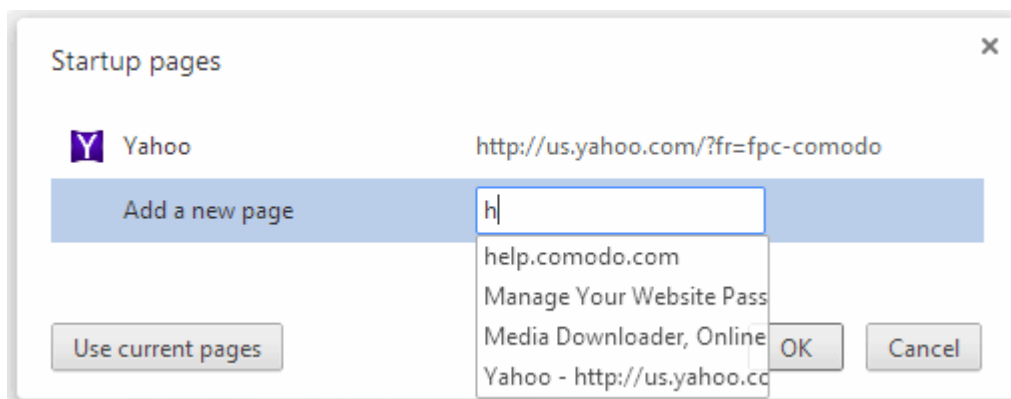 Startup pages
Yahoo http://us.yahoo.com/?fr=fpc-comodo
Add a new page h
help.comodo.com
Manage Your Website Pass
Media Downloader, Online
Yahoo - http://us.yahoo.co
Use current pages OK Cancel